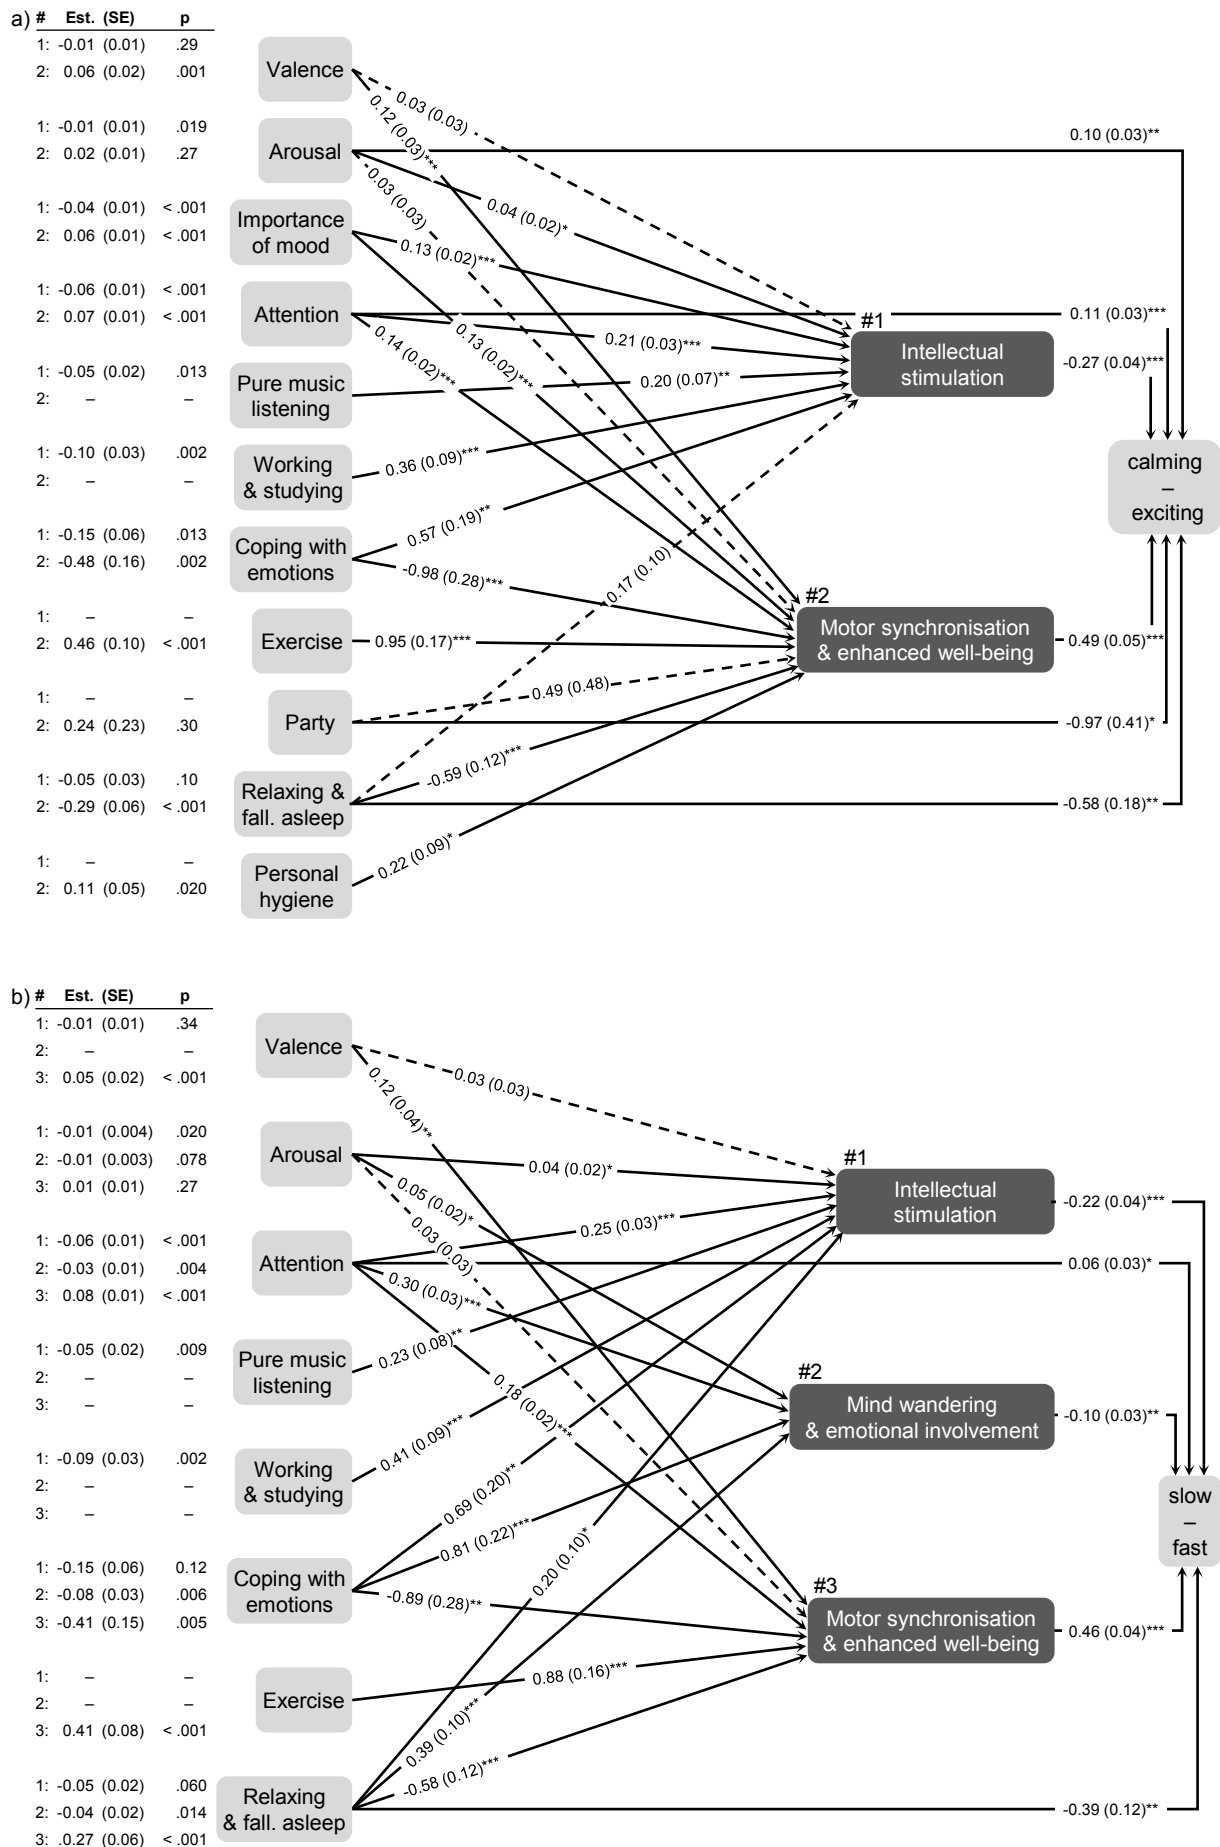 a) # Est. (SE) p
1: -0.01 (0.01) .29
2: 0.06 (0.02) .001
Valence
0.03 (0.03)
0.12 (0.03)***
1: -0.01 (0.01) .019
2: 0.02 (0.01) .27
Arousal
0.10 (0.03)**
0.03 (0.03)
0.04 (0.02)*
1: -0.04 (0.01) < .001
2: 0.06 (0.01) < .001
Importance
of mood
0.13 (0.02)***
0.13 (0.02)***
1: -0.06 (0.01) < .001
2: 0.07 (0.01) < .001
Attention
0.11 (0.03)***
0.21 (0.03)***
0.14 (0.02)***
#1
Intellectual
stimulation
-0.27 (0.04)***
1: -0.05 (0.02) .013
2: – –
Pure music
listening
0.20 (0.07)**
1: -0.10 (0.03) .002
2: – –
Working
& studying
0.36 (0.09)***
calming
–
exciting
1: -0.15 (0.06) .013
2: -0.48 (0.16) .002
Coping with
emotions
0.57 (0.19)**
-0.98 (0.28)***
0.17 (0.10)
1: – –
2: 0.46 (0.10) < .001
Exercise
0.95 (0.17)***
#2
Motor synchronisation
& enhanced well-being
0.49 (0.05)***
1: – –
2: 0.24 (0.23) .30
Party
0.49 (0.48)
-0.97 (0.41)*
1: -0.05 (0.03) .10
2: -0.29 (0.06) < .001
Relaxing &
fall. asleep
-0.59 (0.12)***
-0.58 (0.18)**
1: – –
2: 0.11 (0.05) .020
Personal
hygiene
0.22 (0.09)*
b) # Est. (SE) p
1: -0.01 (0.01) .34
2: – –
3: 0.05 (0.02) < .001
Valence
0.03 (0.03)
0.12 (0.04)**
1: -0.01 (0.004) .020
2: -0.01 (0.003) .078
3: 0.01 (0.01) .27
Arousal
0.04 (0.02)*
0.05 (0.02)*
0.03 (0.03)
#1
Intellectual
stimulation
-0.22 (0.04)***
1: -0.06 (0.01) < .001
2: -0.03 (0.01) .004
3: 0.08 (0.01) < .001
Attention
0.25 (0.03)***
0.06 (0.03)*
0.30 (0.03)***
0.18 (0.02)***
1: -0.05 (0.02) .009
2: – –
3: – –
Pure music
listening
0.23 (0.08)**
#2
Mind wandering
& emotional involvement
-0.10 (0.03)**
1: -0.09 (0.03) .002
2: – –
3: – –
Working
& studying
0.41 (0.09)***
slow
–
fast
1: -0.15 (0.06) 0.12
2: -0.08 (0.03) .006
3: -0.41 (0.15) .005
Coping with
emotions
0.69 (0.20)**
0.81 (0.22)***
-0.89 (0.28)**
0.20 (0.10)*
#3
Motor synchronisation
& enhanced well-being
0.46 (0.04)***
1: – –
2: – –
3: 0.41 (0.08) < .001
Exercise
0.88 (0.16)***
1: -0.05 (0.02) .060
2: -0.04 (0.02) .014
3: .0.27 (0.06) < .001
Relaxing
& fall. asleep
0.39 (0.10)***
-0.58 (0.12)***
-0.39 (0.12)**